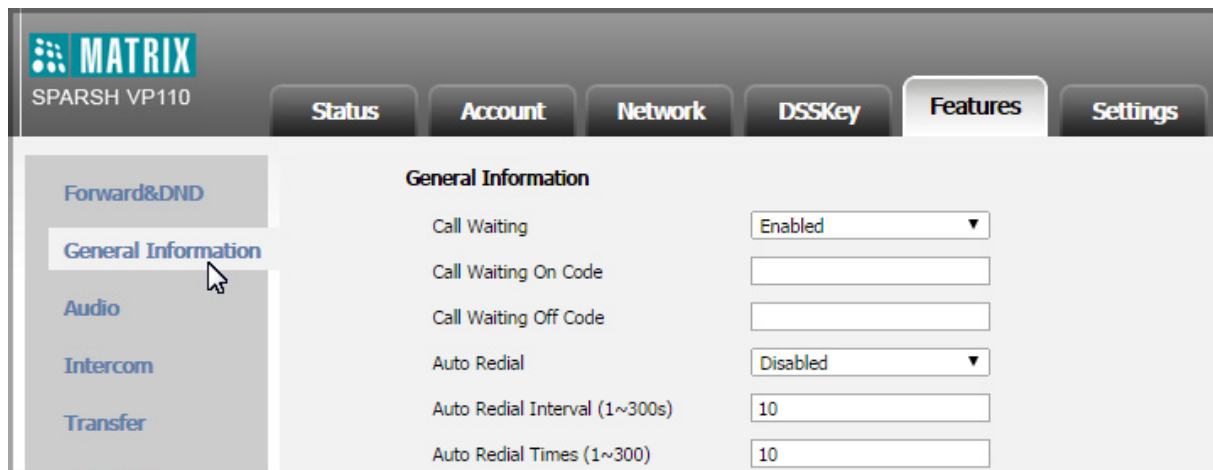 MATRIX
SPARSH VP110
Status Account Network DSSKey Features Settings
Forward&DND
General Information
Audio
Intercom
Transfer
General Information
Call Waiting Enabled
Call Waiting On Code
Call Waiting Off Code
Auto Redial Disabled
Auto Redial Interval (1~300s) 10
Auto Redial Times (1~300) 10